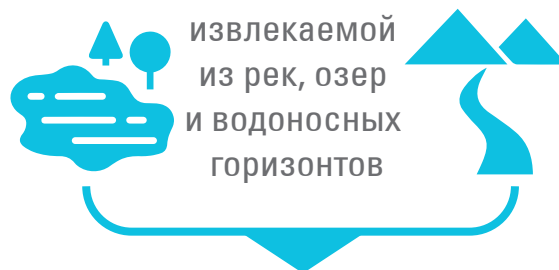 извлекаемой
из рек, озер
и водоносных
горизонтов